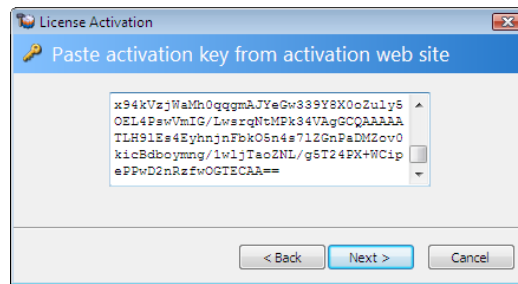 License Activation
Paste activation key from activation web site
x94kVzjWaMh0qqgmAJYeGw339Y8X0oZuly5
OEL4PswVmIG/LwsrqNtMPk34VAgGCQAAAAA
TLH9lEs4EyhnjnFbkO5n4s7lZGnPaDMZov0
kicBdboymng/1wljTaoZNL/g5T24PX+WCip
ePPwD2nRzfwOGTECAA==
< Back
Next >
Cancel